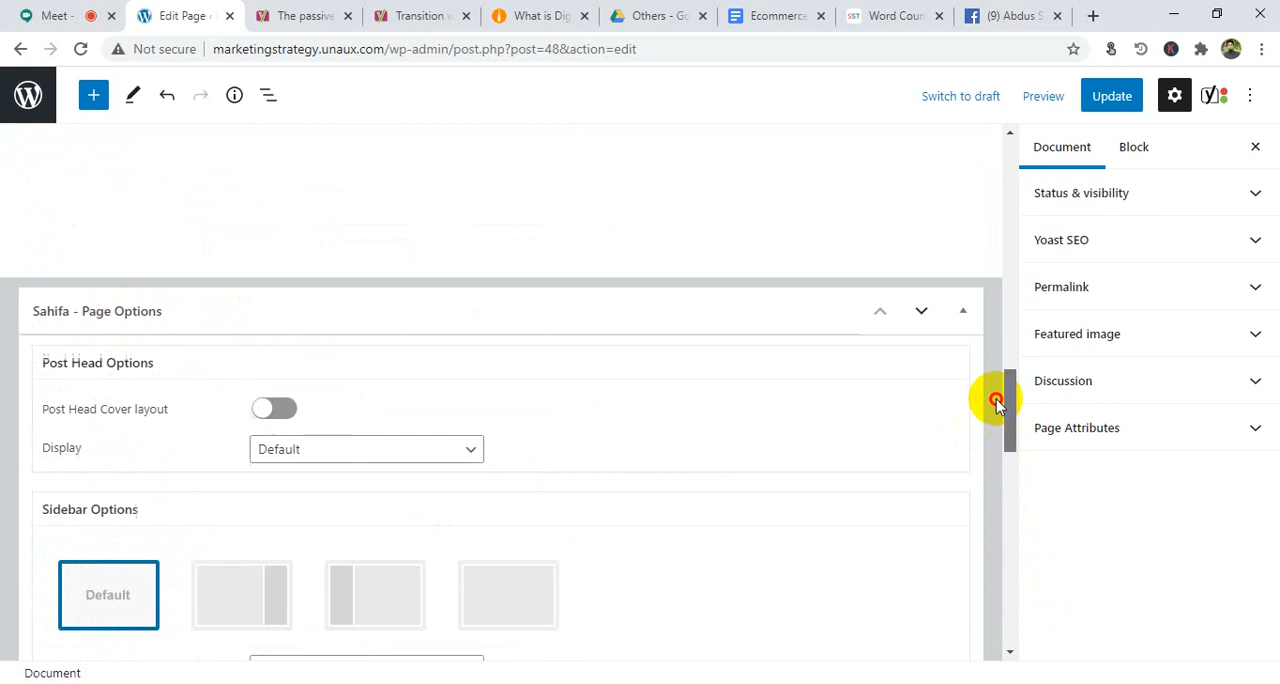 Meet -
Edit Page ‹
The passive
Transition w
What is Dig
Others - Go
Ecommerce
SST
Word Coun
(9) Abdus S
Not secure
marketingstrategy.unaux.com/wp-admin/post.php?post=48&action=edit
Switch to draft
Preview
Update
Document
Block
Status & visibility
Yoast SEO
Permalink
Featured image
Discussion
Page Attributes
Sahifa - Page Options
Post Head Options
Post Head Cover layout
Display
Default
Sidebar Options
Default
Document